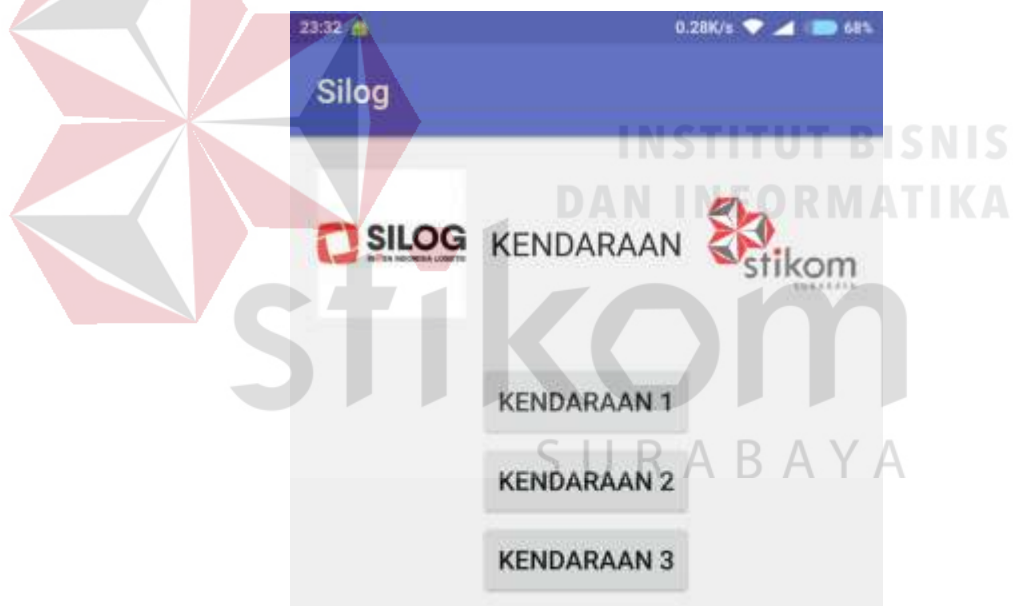 23:32 0.28K/s 68%
Silog
INSTITUT BISNIS
DAN INFORMATIKA
SILOG KENDARAAN stikom
SURABAYA
stikom
SURABAYA
KENDARAAN 1
KENDARAAN 2
KENDARAAN 3